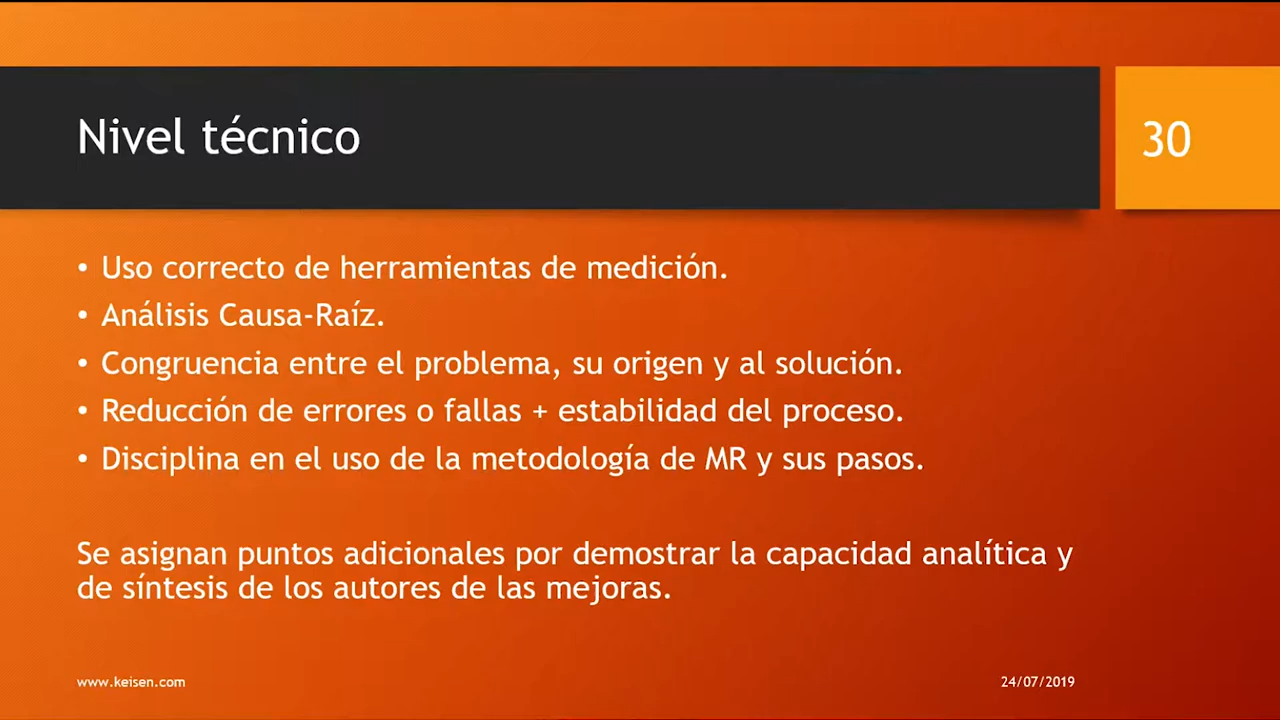 Nivel técnico
30
• Uso correcto de herramientas de medición.
• Análisis Causa-Raíz.
• Congruencia entre el problema, su origen y al solución.
• Reducción de errores o fallas + estabilidad del proceso.
• Disciplina en el uso de la metodología de MR y sus pasos.
Se asignan puntos adicionales por demostrar la capacidad analítica y
de síntesis de los autores de las mejoras.
www.keisen.com
24/07/2019